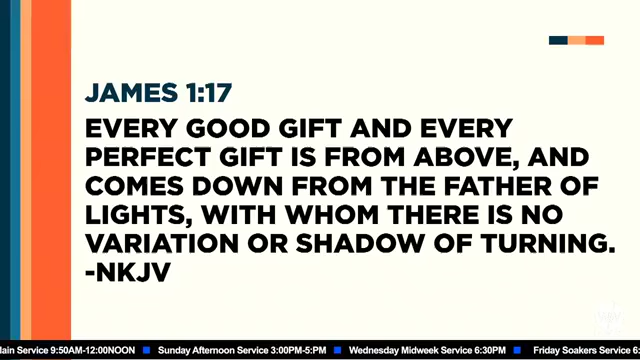 JAMES 1:17
EVERY GOOD GIFT AND EVERY
PERFECT GIFT IS FROM ABOVE, AND
COMES DOWN FROM THE FATHER OF
LIGHTS, WITH WHOM THERE IS NO
VARIATION OR SHADOW OF TURNING.
-NKJV
Service 9:50AM-12:00NOON Sunday Afternoon Service 3:00PM-5:PM Wednesday Midweek Service 6:30PM Friday Soakers Service